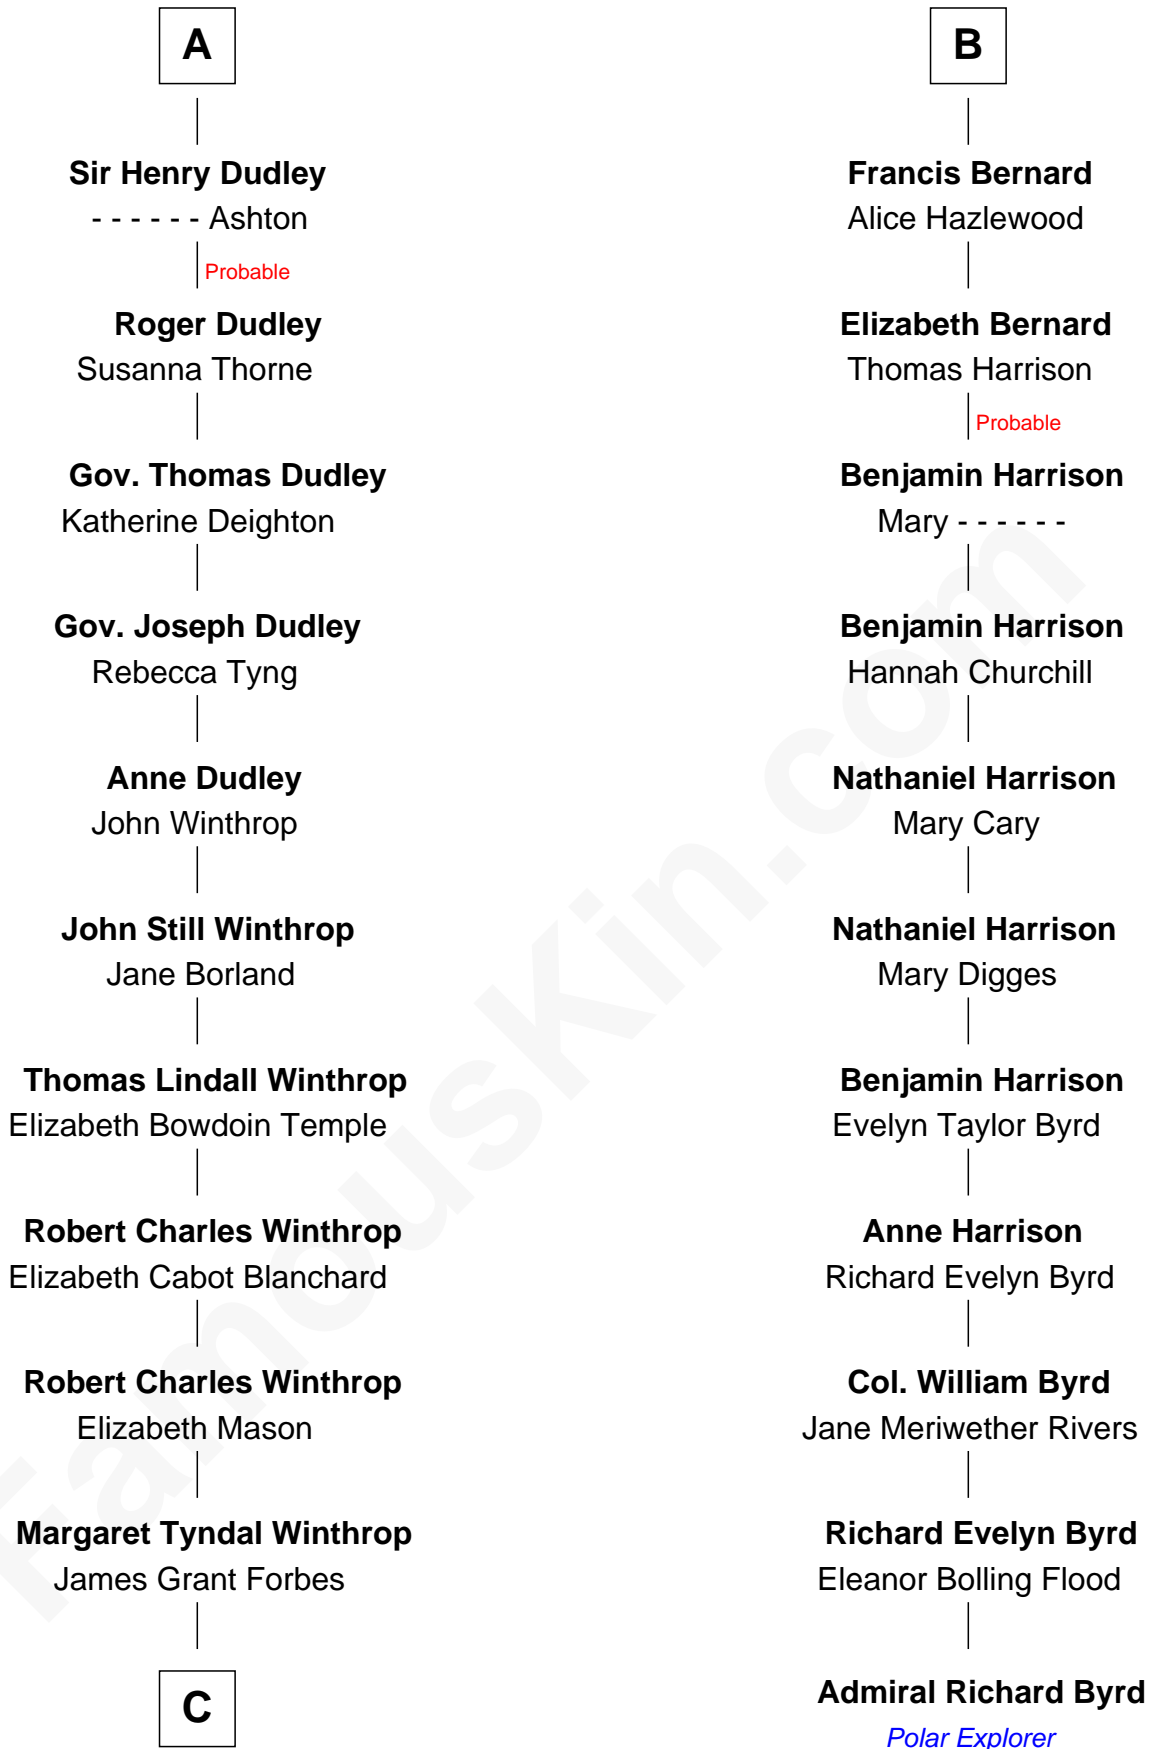 A
Sir Henry Dudley
- - - - - - Ashton
Probable
Roger Dudley
Susanna Thorne
Gov. Thomas Dudley
Katherine Deighton
Gov. Joseph Dudley
Rebecca Tyng
Anne Dudley
John Winthrop
John Still Winthrop
Jane Borland
Thomas Lindall Winthrop
Elizabeth Bowdoin Temple
Robert Charles Winthrop
Elizabeth Cabot Blanchard
Robert Charles Winthrop
Elizabeth Mason
Margaret Tyndal Winthrop
James Grant Forbes
C
B
Francis Bernard
Alice Hazlewood
Elizabeth Bernard
Thomas Harrison
Probable
Benjamin Harrison
Mary - - - - - -
Benjamin Harrison
Hannah Churchill
Nathaniel Harrison
Mary Cary
Nathaniel Harrison
Mary Digges
Benjamin Harrison
Evelyn Taylor Byrd
Anne Harrison
Richard Evelyn Byrd
Col. William Byrd
Jane Meriwether Rivers
Richard Evelyn Byrd
Eleanor Bolling Flood
Admiral Richard Byrd
Polar Explorer
FamousKin.com